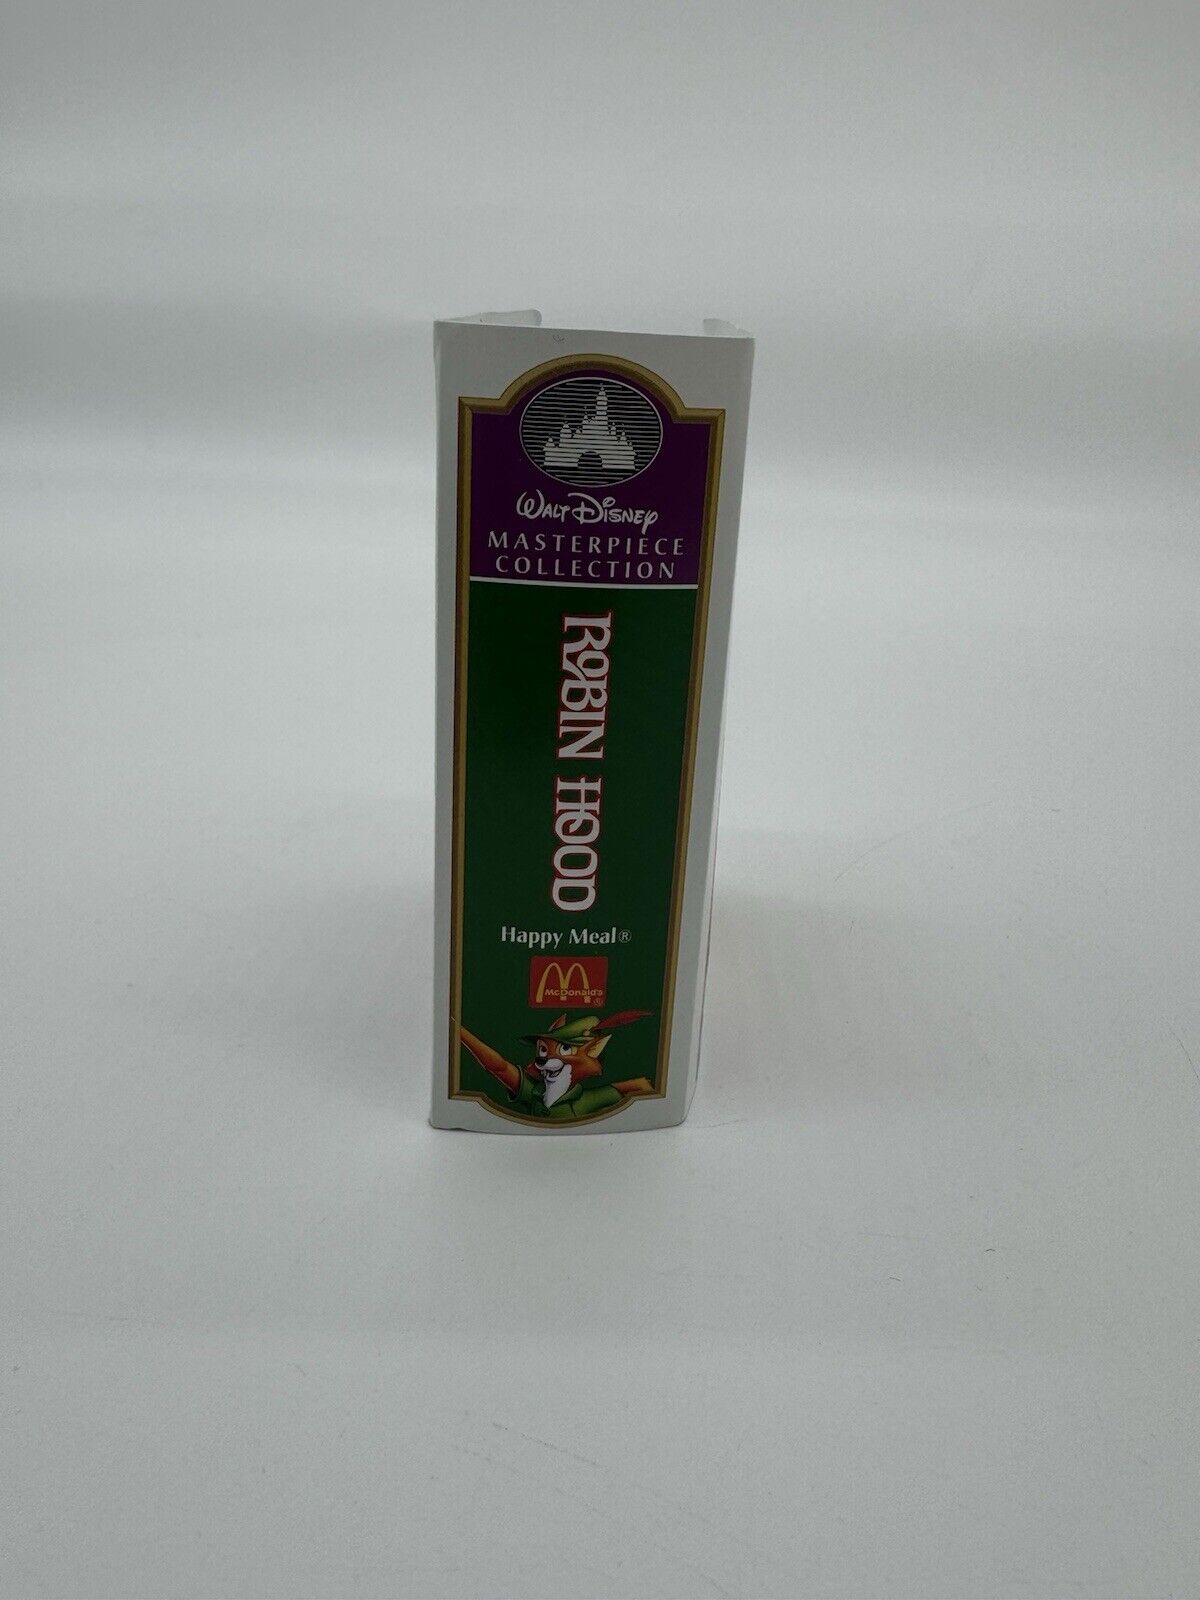 Walt Disney
MASTERPIECE
COLLECTION
ROBIN HOOD
Happy Meal®
McDonald's
®